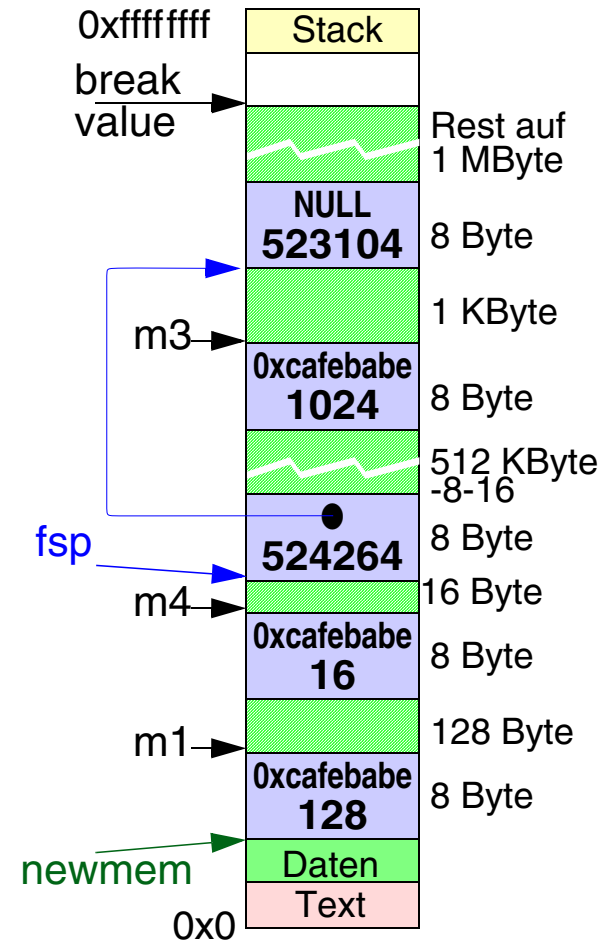 0xffffffff
Stack
break
value
Rest auf
1 MByte
NULL
523104
8 Byte
1 KByte
m3
0xcafebabe
1024
8 Byte
512 KByte
-8-16
524264
8 Byte
fsp
16 Byte
m4
0xcafebabe
16
8 Byte
128 Byte
m1
0xcafebabe
128
8 Byte
newmem
Daten
Text
0x0